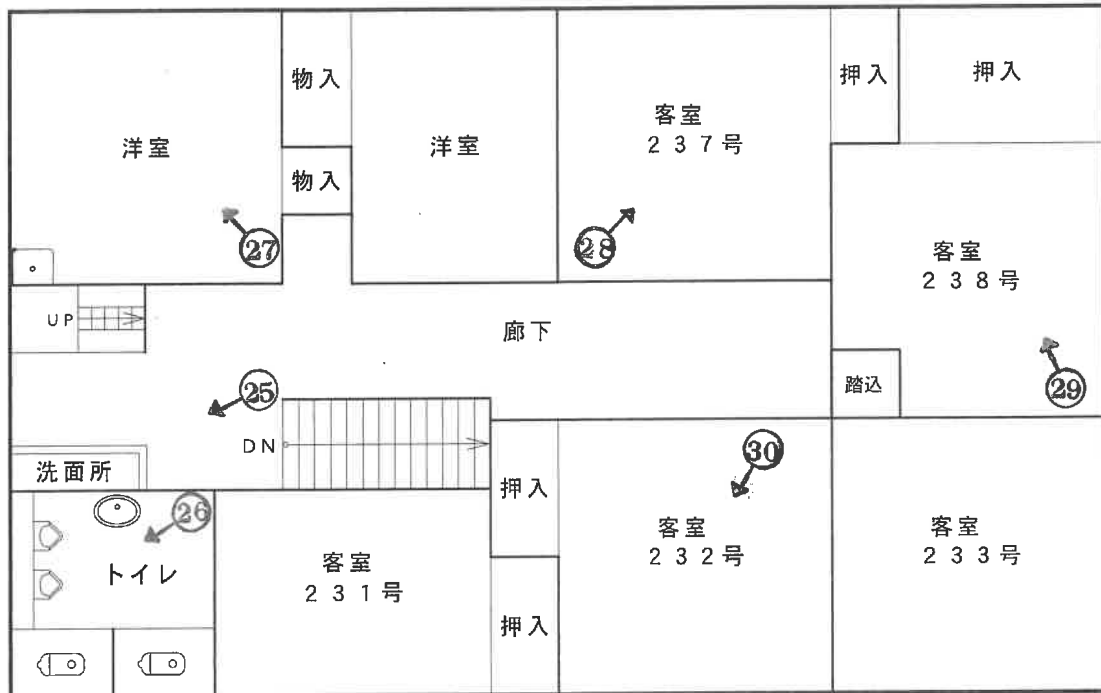 物入
押入
押入
洋室
洋室
客室
２３７号
物入
㉗
㉘
客室
２３８号
UP
廊下
㉕
踏込
㉙
DN
㉚
洗面所
押入
㉖
トイレ
客室
２３１号
客室
２３２号
客室
２３３号
押入